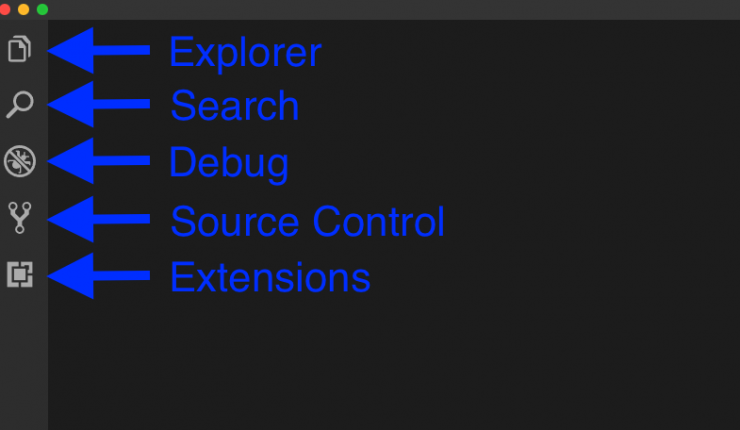 Explorer
Search
Debug
Source Control
Extensions